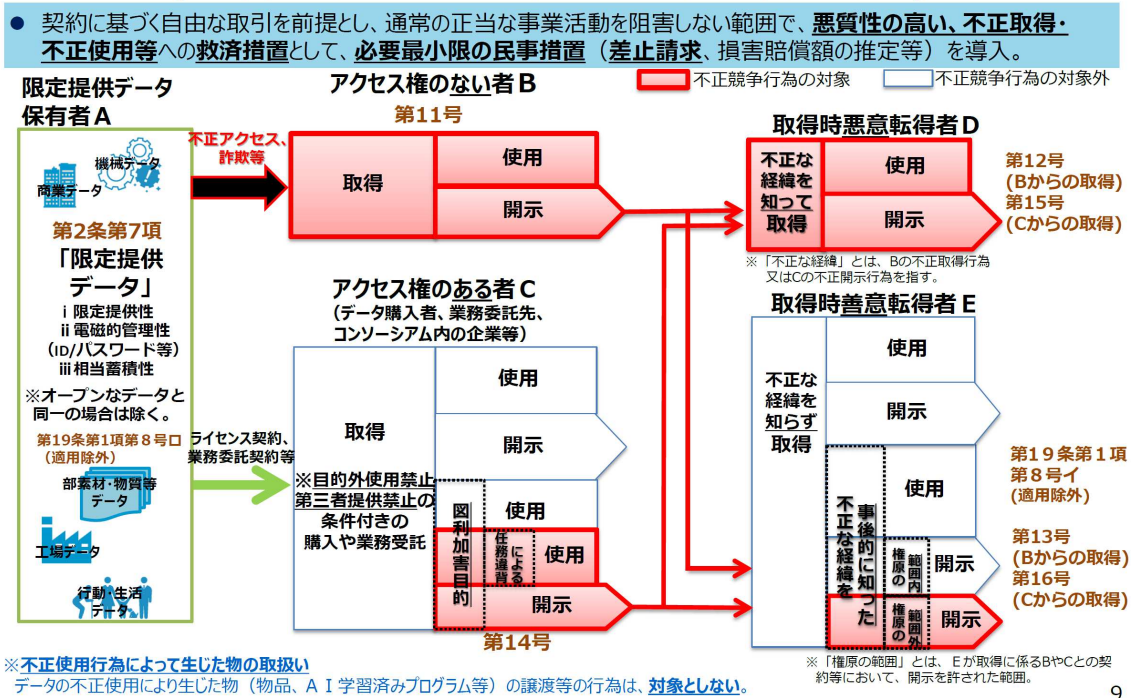 ● 契約に基づく自由な取引を前提とし、通常の正当な事業活動を阻害しない範囲で、悪質性の高い、不正取得・
不正使用等への救済措置として、必要最小限の民事措置（差止請求、損害賠償額の推定等）を導入。
不正競争行為の対象
不正競争行為の対象外
限定提供データ
保有者A
機械データ
商業データ
第2条第7項
「限定提供
データ」
ⅰ限定提供性
ⅱ電磁的管理性
（ID/パスワード等）
ⅲ相当蓄積性
※オープンなデータと
同一の場合は除く。
第19条第1項第８号ロ
（適用除外）
部素材・物質等
データ
工場データ
行動・生活
データ
不正アクセス、
詐欺等
ライセンス契約、
業務委託契約等
アクセス権のない者B
第11号
取得
使用
開示
アクセス権のある者C
（データ購入者、業務委託先、
コンソーシアム内の企業等）
取得
※目的外使用禁止
第三者提供禁止の
条件付きの
購入や業務受託
使用
開示
使用
図利加害目的
による
任務違背
使用
開示
第14号
取得時悪意転得者D
不正な
経緯を
知って
取得
使用
開示
第12号
(Bからの取得)
第15号
(Cからの取得)
※「不正な経緯」とは、Bの不正取得行為
又はCの不正開示行為を指す。
取得時善意転得者E
不正な
経緯を
知らず
取得
使用
開示
事後的に知った
不正な経緯を
使用
範囲内
権原の
開示
範囲外
権原の
開示
第19条第１項
第８号イ
(適用除外)
第13号
(Bからの取得)
第16号
(Cからの取得)
※「権原の範囲」とは、Ｅが取得に係るBやCとの契
約等において、開示を許された範囲。
※不正使用行為によって生じた物の取扱い
データの不正使用により生じた物（物品、ＡＩ学習済みプログラム等）の譲渡等の行為は、対象としない。
9